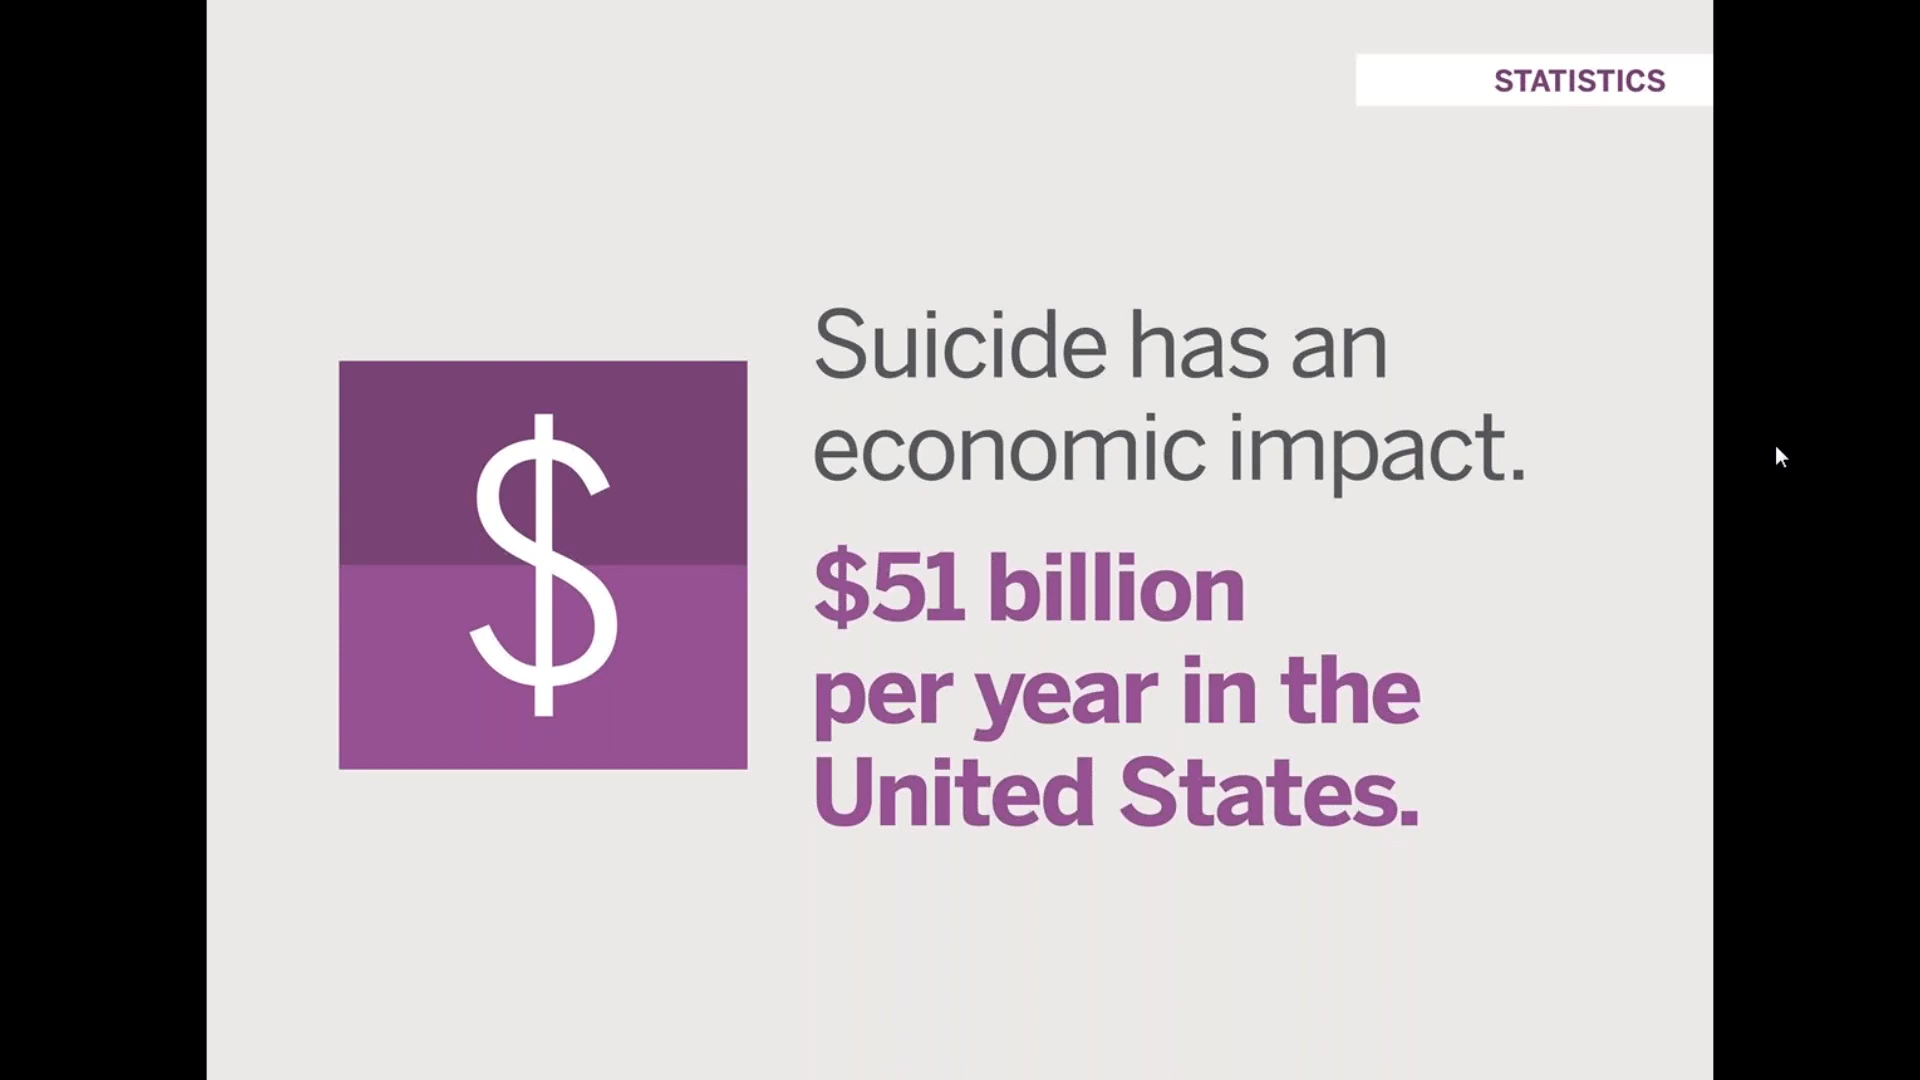 STATISTICS
Suicide has an
economic impact.
$51 billion
per year in the
United States.
$